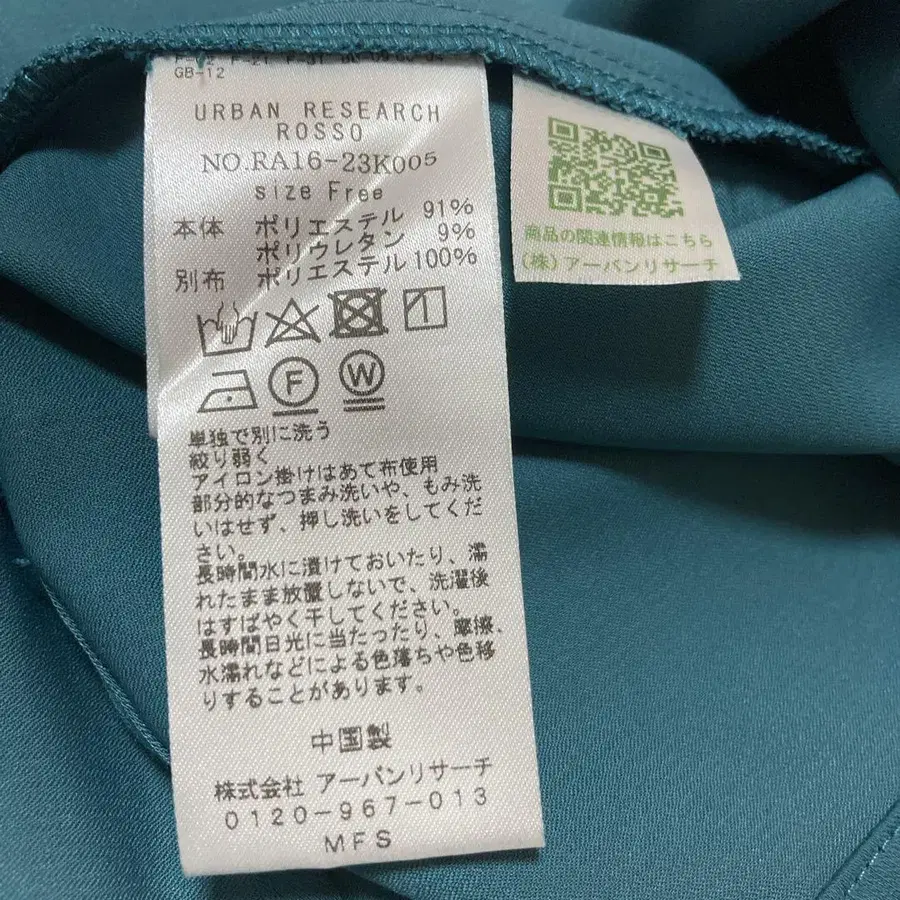 GB-12
URBAN RESEARCH
ROSSO
NO.RA16-23K005
size Free
本体 ポリエステル 91%
ポリウレタン 9%
別布 ポリエステル100%
F
W
単独で別に洗う
絞り弱く
アイロン掛けはあて布使用
部分的なつまみ洗いや、もみ洗
いはせず、押し洗いをしてくだ
さい。
長時間水に漬けておいたり、濡
れたまま放置しないで、洗濯後
はすばやく干してください。
長時間日光に当たったり、摩擦、
水濡れなどによる色落ちや色移
りすることがあります。
中国製
株式会社 アーバンリサーチ
0120-967-013
MFS
商品の関連情報はこちら
(株)アーバンリサーチ